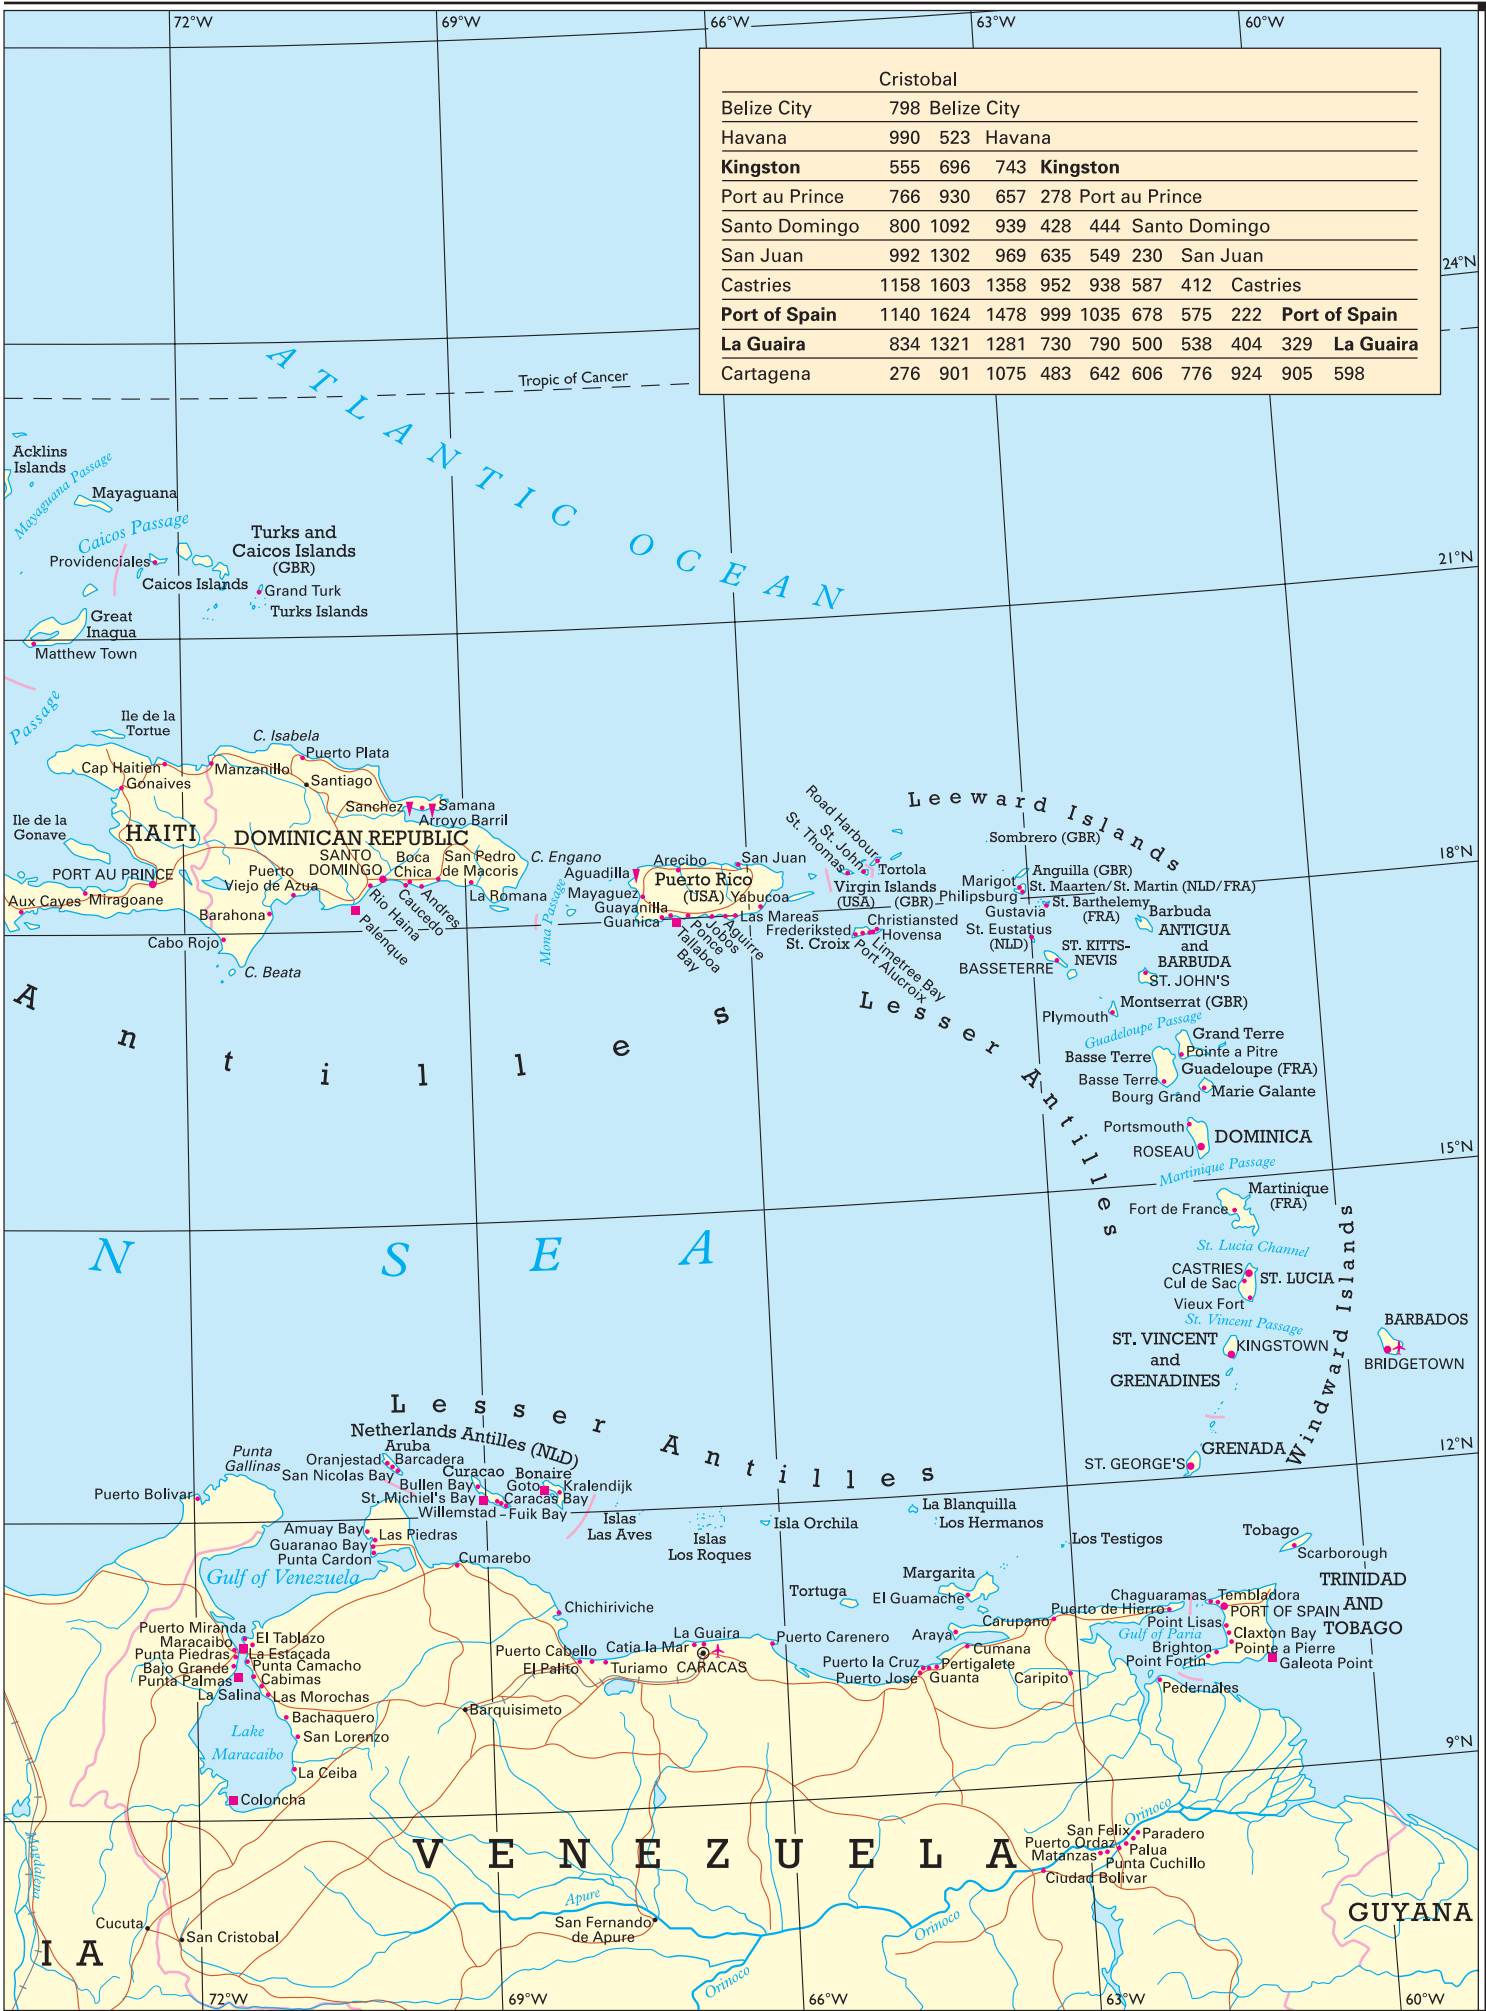 72°W
69°W
66°W
63°W
60°W
Cristobal
Belize City 798 Belize City
Havana 990 523 Havana
Kingston 555 696 743 Kingston
Port au Prince 766 930 657 278 Port au Prince
Santo Domingo 800 1092 939 428 444 Santo Domingo
San Juan 992 1302 969 635 549 230 San Juan
Castries 1158 1603 1358 952 938 587 412 Castries
Port of Spain 1140 1624 1478 999 1035 678 575 222 Port of Spain
La Guaira 834 1321 1281 730 790 500 538 404 329 La Guaira
Cartagena 276 901 1075 483 642 606 776 924 905 598
24°N
Tropic of Cancer
ATLANTIC OCEAN
Acklins
Islands
Mayaguana Passage
Mayaguana
Caicos Passage
Turks and
Caicos Islands
(GBR)
Providenciales
Caicos Islands
Grand Turk
Turks Islands
21°N
Great
Inagua
Matthew Town
Passage
Ile de la
Tortue
C. Isabela
Puerto Plata
Cap Haitien
Manzanillo
Gonaives
Santiago
Sanchez
Samana
Arroyo Barril
Ile de la
Gonave
HAITI
DOMINICAN REPUBLIC
SANTO
DOMINGO
Boca
Chica
San Pedro
de Macoris
C. Engano
PORT AU PRINCE
Puerto
Viejo de Azua
Aux Cayes
Miragoane
La Romana
Barahona
Andres
Caucedo
Rio Haina
Palenque
Cabo Rojo
C. Beata
Mona Passage
Arecibo
San Juan
Aguadilla
Puerto Rico
(USA)
Mayaguez
Yabucoa
Guayanilla
Guanica
Las Mareas
Aguirre
Jobos
Ponce
Tallaboa
Bay
Road Harbour
St. John
St. Thomas
Tortola
Virgin Islands
(USA)
(GBR)
Christiansted
Frederiksted
Hovensa
St. Croix
Limetree Bay
Port Alucroix
Leeward Islands
Sombrero (GBR)
18°N
Anguilla (GBR)
Marigot
St. Maarten/St. Martin (NLD/FRA)
Philipsburg
St. Barthelemy
(FRA)
Gustavia
Barbuda
St. Eustatius
(NLD)
ANTIGUA
and
BARBUDA
ST. KITTS-
NEVIS
BASSETERRE
ST. JOHN'S
Montserrat (GBR)
Plymouth
Guadeloupe Passage
Grand Terre
Pointe a Pitre
Basse Terre
Guadeloupe (FRA)
Basse Terre
Bourg Grand
Marie Galante
Antilles
Lesser Antilles
Portsmouth
DOMINICA
ROSEAU
15°N
Martinique Passage
Martinique
(FRA)
Fort de France
St. Lucia Channel
N SEA
CASTRIES
Cul de Sac
ST. LUCIA
Vieux Fort
St. Vincent Passage
Windward Islands
BARBADOS
BRIDGETOWN
ST. VINCENT
and
GRENADINES
KINGSTOWN
GRENADA
ST. GEORGE'S
12°N
Lesser Antilles
Netherlands Antilles (NLD)
Aruba
Oranjestad
Barcadera
San Nicolas Bay
Curacao
Bonaire
Bullen Bay
Goto
Kralendijk
St. Michiel's Bay
Caracas Bay
Willemstad
Fuik Bay
Punta
Gallinas
Puerto Bolivar
Islas
Las Aves
Islas
Los Roques
Isla Orchila
La Blanquilla
Los Hermanos
Los Testigos
Amuay Bay
Las Piedras
Guaranao Bay
Punta Cardon
Gulf of Venezuela
Cumarebo
Tobago
Scarborough
TRINIDAD
AND
TOBAGO
Margarita
El Guamache
Tortuga
Chichiriviche
Chaguaramas
Tembladora
Puerto de Hierro
PORT OF SPAIN
Point Lisas
Carupano
Claxton Bay
Gulf of Paria
Pointe a Pierre
Brighton
Point Fortin
Galeota Point
Puerto Miranda
El Tablazo
Maracaibo
La Estacada
Punta Piedras
Punta Camacho
Bajo Grande
Cabimas
Punta Palmas
La Salina
Las Morochas
Bachaquero
San Lorenzo
La Ceiba
Coloncha
Lake
Maracaibo
La Guaira
Catia la Mar
Puerto Cabello
El Palito
Turiamo
CARACAS
Puerto Carenero
Araya
Cumana
Puerto la Cruz
Pertigalete
Puerto Jose
Guanta
Caripito
Pedernales
Barquisimeto
9°N
Orinoco
VENEZUELA
San Felix
Paradero
Puerto Ordaz
Palua
Matanzas
Punta Cuchillo
Ciudad Bolivar
Magdalena
Apure
San Fernando
de Apure
Orinoco
Orinoco
Cucuta
San Cristobal
IA
GUYANA
72°W
69°W
66°W
63°W
60°W